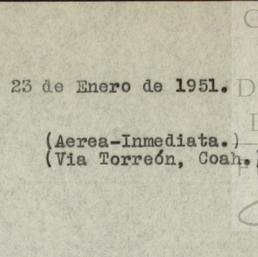 23 de Enero de 1951.
(Aerea-Inmediata.)
(Via Torreón, Coah.)